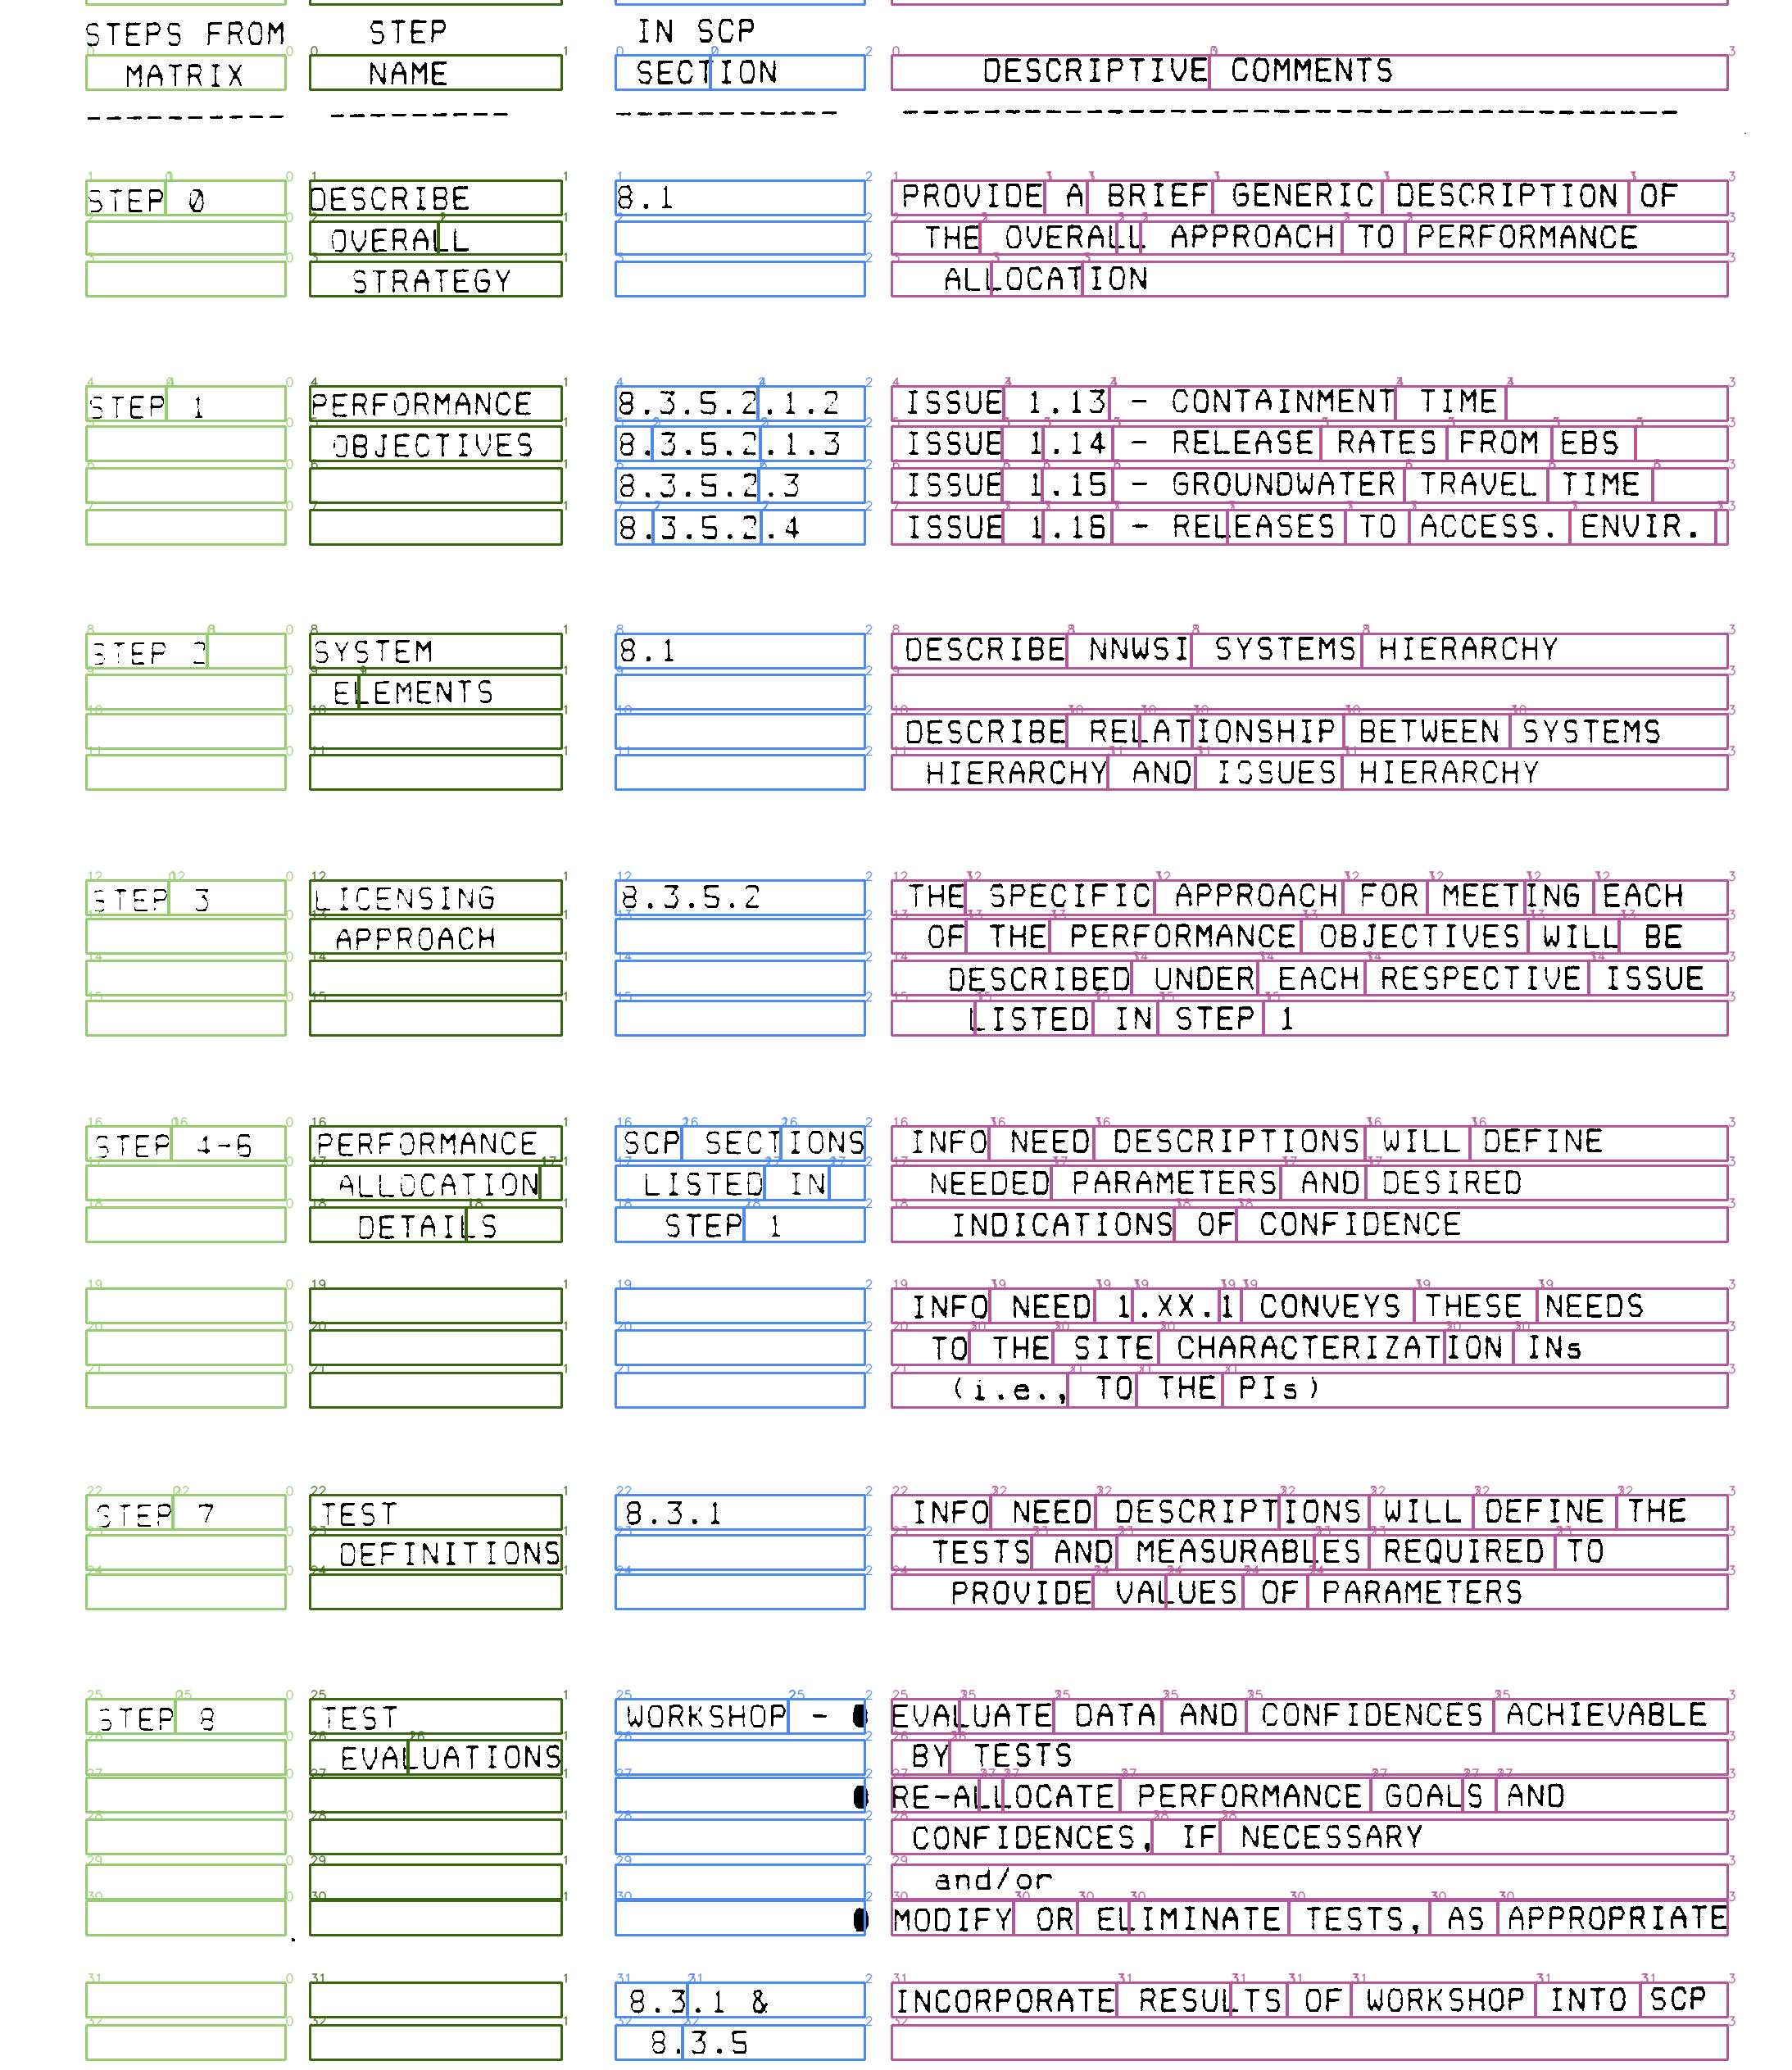 STEPS FROM STEP IN SCP
MATRIX NAME SECTION DESCRIPTIVE COMMENTS
---------- --------- ----------- ---------------------------------------
STEP 0 DESCRIBE 8.1 PROVIDE A BRIEF GENERIC DESCRIPTION OF
OVERALL THE OVERALL APPROACH TO PERFORMANCE
STRATEGY ALLOCATION
STEP 1 PERFORMANCE 8.3.5.2.1.2 ISSUE 1.13 - CONTAINMENT TIME
OBJECTIVES 8.3.5.2.1.3 ISSUE 1.14 - RELEASE RATES FROM EBS
8.3.5.2.3 ISSUE 1.15 - GROUNDWATER TRAVEL TIME
8.3.5.2.4 ISSUE 1.16 - RELEASES TO ACCESS. ENVIR.
STEP 2 SYSTEM 8.1 DESCRIBE NNWSI SYSTEMS HIERARCHY
ELEMENTS
DESCRIBE RELATIONSHIP BETWEEN SYSTEMS
HIERARCHY AND ISSUES HIERARCHY
STEP 3 LICENSING 8.3.5.2 THE SPECIFIC APPROACH FOR MEETING EACH
APPROACH OF THE PERFORMANCE OBJECTIVES WILL BE
DESCRIBED UNDER EACH RESPECTIVE ISSUE
LISTED IN STEP 1
STEP 4-6 PERFORMANCE SCP SECTIONS INFO NEED DESCRIPTIONS WILL DEFINE
ALLOCATION LISTED IN NEEDED PARAMETERS AND DESIRED
DETAILS STEP 1 INDICATIONS OF CONFIDENCE
INFO NEED 1.XX.1 CONVEYS THESE NEEDS
TO THE SITE CHARACTERIZATION INs
(i.e., TO THE PIs)
STEP 7 TEST 8.3.1 INFO NEED DESCRIPTIONS WILL DEFINE THE
DEFINITIONS TESTS AND MEASURABLES REQUIRED TO
PROVIDE VALUES OF PARAMETERS
STEP 8 TEST WORKSHOP - ● EVALUATE DATA AND CONFIDENCES ACHIEVABLE
EVALUATIONS BY TESTS
● RE-ALLOCATE PERFORMANCE GOALS AND
CONFIDENCES, IF NECESSARY
and/or
● MODIFY OR ELIMINATE TESTS, AS APPROPRIATE
8.3.1 & INCORPORATE RESULTS OF WORKSHOP INTO SCP
8.3.5